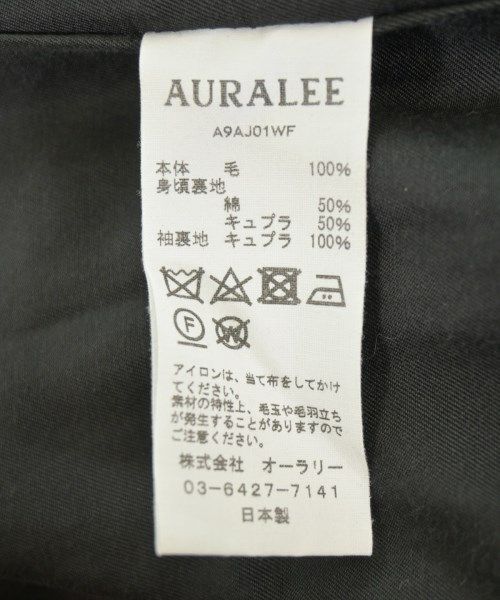 AURALEE
A9AJ01WF
本体 毛 100%
身頃裏地
綿 50%
キュプラ 50%
袖裏地 キュプラ 100%
F
W
アイロンは、当て布をしてかけ
てください。
素材の特性上、毛玉や毛羽立ち
が発生することがありますので
ご注意ください。
株式会社 オーラリー
03-6427-7141
日本製